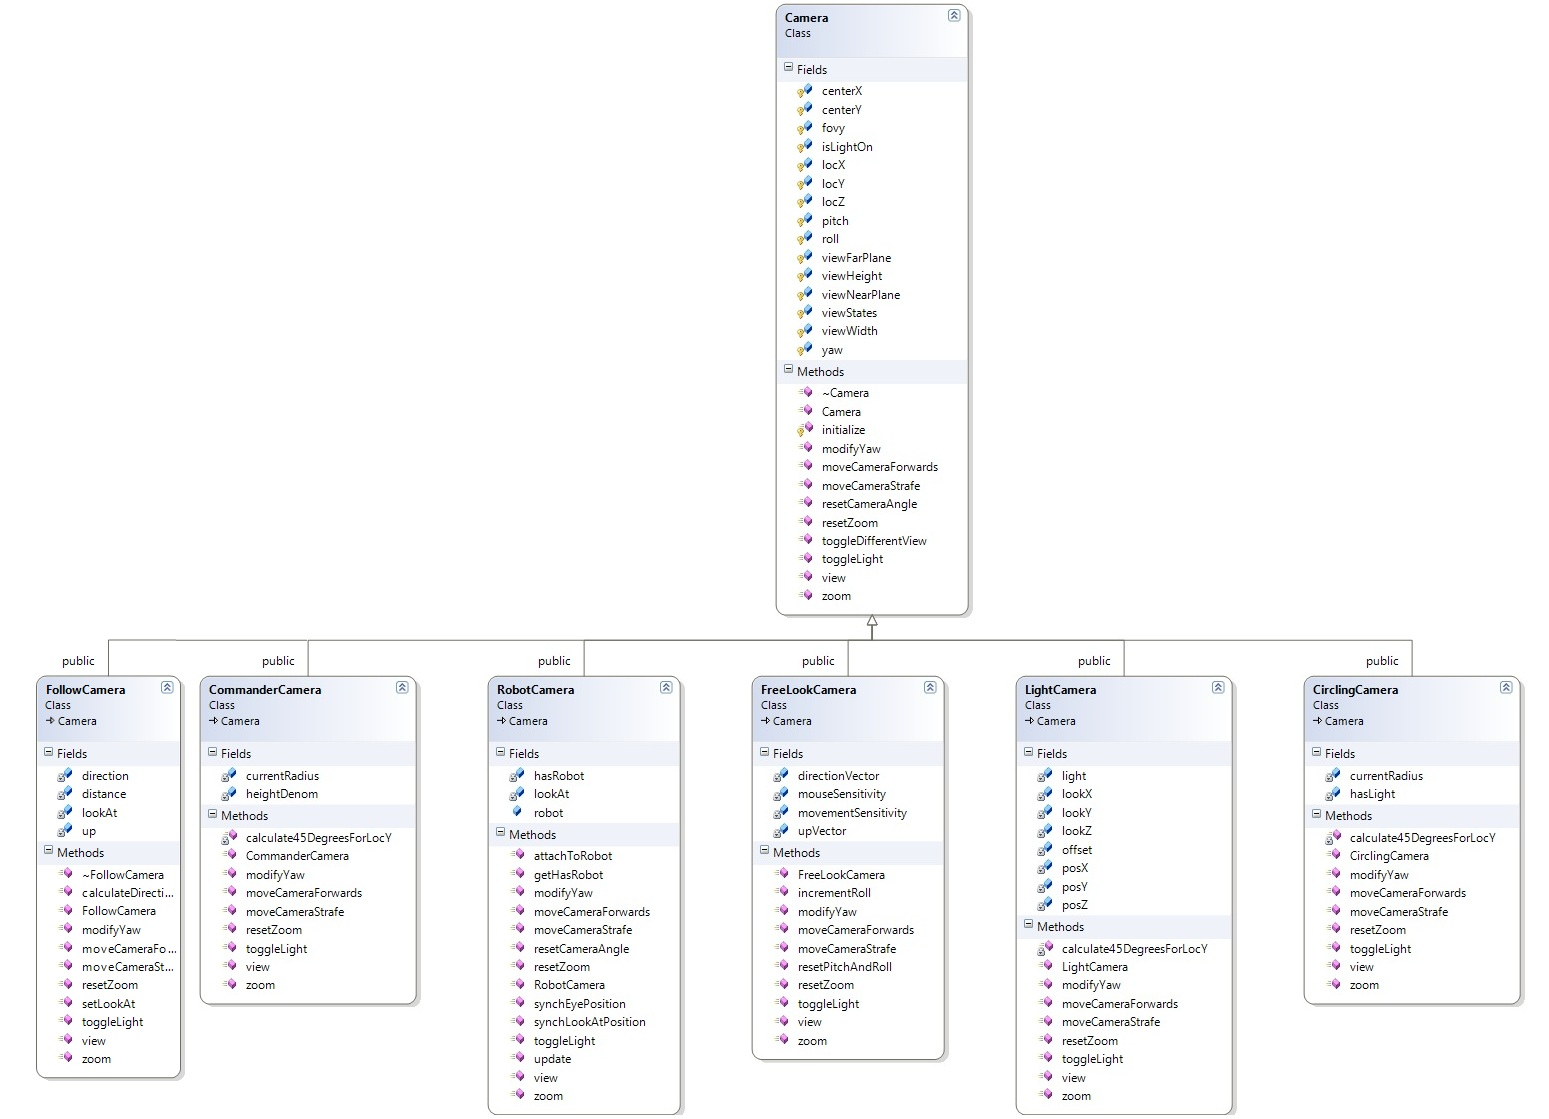 Camera
Class
Fields
centerX
centerY
fovy
isLightOn
locX
locY
locZ
pitch
roll
viewFarPlane
viewHeight
viewNearPlane
viewStates
viewWidth
yaw
Methods
~Camera
Camera
initialize
modifyYaw
moveCameraForwards
moveCameraStrafe
resetCameraAngle
resetZoom
toggleDifferentView
toggleLight
view
zoom
public
FollowCamera
Class
Camera
Fields
direction
distance
lookAt
up
Methods
~FollowCamera
calculateDirecti...
FollowCamera
modifyYaw
moveCameraFo...
moveCameraSt...
resetZoom
setLookAt
toggleLight
view
zoom
public
CommanderCamera
Class
Camera
Fields
currentRadius
heightDenom
Methods
calculate45DegreesForLocY
CommanderCamera
modifyYaw
moveCameraForwards
moveCameraStrafe
resetZoom
toggleLight
view
zoom
public
RobotCamera
Class
Camera
Fields
hasRobot
lookAt
robot
Methods
attachToRobot
getHasRobot
modifyYaw
moveCameraForwards
moveCameraStrafe
resetCameraAngle
resetZoom
RobotCamera
synchEyePosition
synchLookAtPosition
toggleLight
update
view
zoom
public
FreeLookCamera
Class
Camera
Fields
directionVector
mouseSensitivity
movementSensitivity
upVector
Methods
FreeLookCamera
incrementRoll
modifyYaw
moveCameraForwards
moveCameraStrafe
resetPitchAndRoll
resetZoom
toggleLight
view
zoom
public
LightCamera
Class
Camera
Fields
light
lookX
lookY
lookZ
offset
posX
posY
posZ
Methods
calculate45DegreesForLocY
LightCamera
modifyYaw
moveCameraForwards
moveCameraStrafe
resetZoom
toggleLight
view
zoom
public
CirclingCamera
Class
Camera
Fields
currentRadius
hasLight
Methods
calculate45DegreesForLocY
CirclingCamera
modifyYaw
moveCameraForwards
moveCameraStrafe
resetZoom
toggleLight
view
zoom